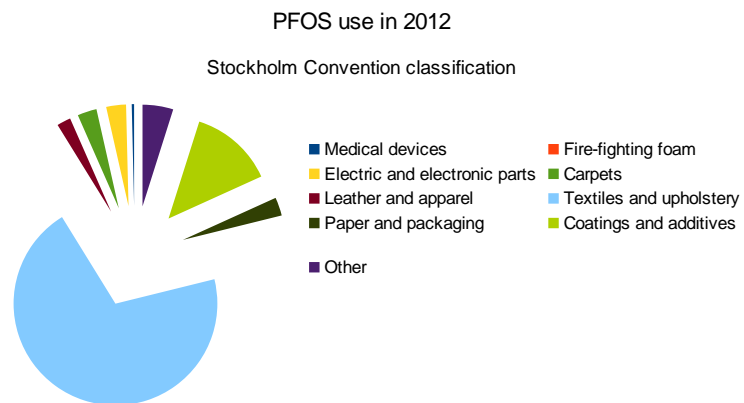 PFOS use in 2012
Stockholm Convention classification
Medical devices
Fire-fighting foam
Electric and electronic parts
Carpets
Leather and apparel
Textiles and upholstery
Paper and packaging
Coatings and additives
Other